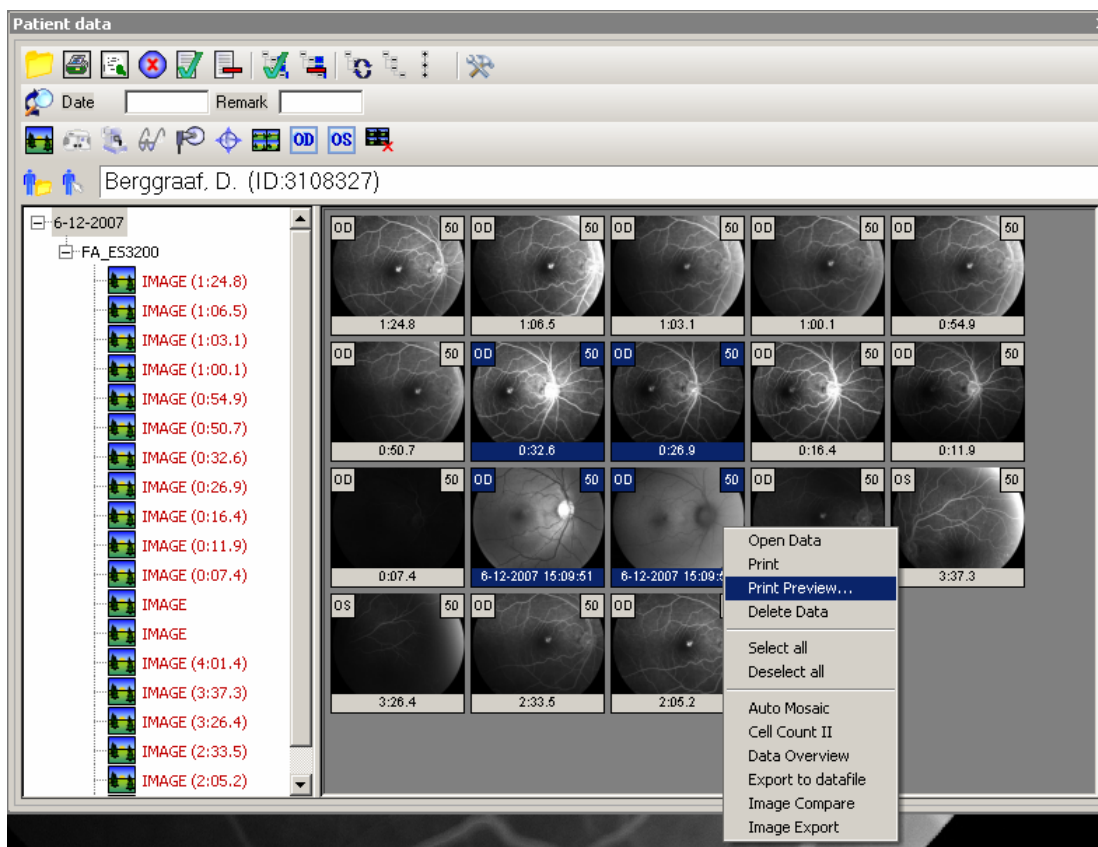 Patient data
Date Remark
OD OS
Berggraaf, D. (ID:3108327)
6-12-2007
FA_ES3200
IMAGE (1:24.8)
IMAGE (1:06.5)
IMAGE (1:03.1)
IMAGE (1:00.1)
IMAGE (0:54.9)
IMAGE (0:50.7)
IMAGE (0:32.6)
IMAGE (0:26.9)
IMAGE (0:16.4)
IMAGE (0:11.9)
IMAGE (0:07.4)
IMAGE
IMAGE
IMAGE (4:01.4)
IMAGE (3:37.3)
IMAGE (3:26.4)
IMAGE (2:33.5)
IMAGE (2:05.2)
OD 50 OD 50 OD 50 OD 50 OD 50
1:24.8 1:06.5 1:03.1 1:00.1 0:54.9
OD 50 OD 50 OD 50 OD 50 OD 50
0:50.7 0:32.6 0:26.9 0:16.4 0:11.9
OD 50 OD 50 OD 50 OD 50 OS 50
0:07.4 6-12-2007 15:09:51 6-12-2007 3:37.3
OS 50 OD 50 OD
3:26.4 2:33.5 2:05.2
Open Data
Print
Print Preview...
Delete Data
Select all
Deselect all
Auto Mosaic
Cell Count II
Data Overview
Export to datafile
Image Compare
Image Export